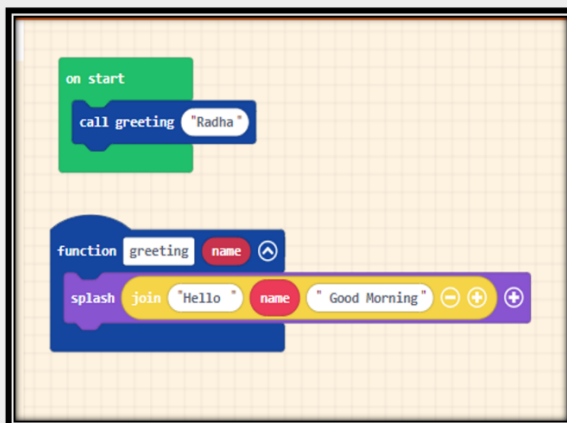 on start
call greeting "Radha"
function greeting name
splash join "Hello " name " Good Morning"